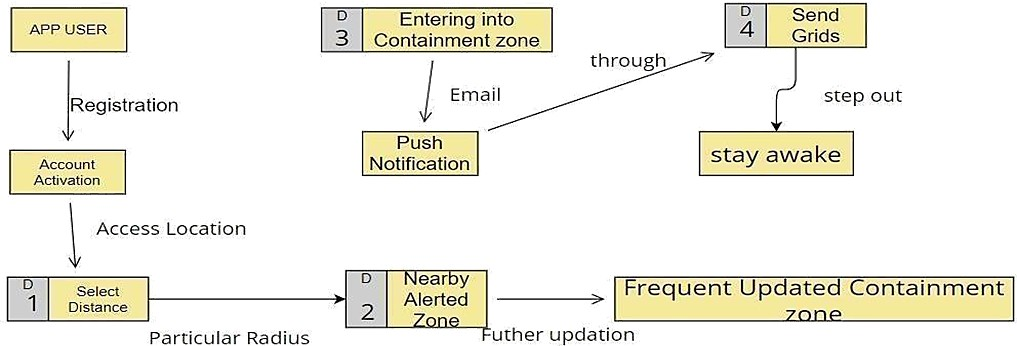 APP USER
Registration
Account
Activation
Access Location
D
1
Select
Distance
Particular Radius
D
2
Nearby
Alerted
Zone
Futher updation
Frequent Updated Containment
zone
D
3
Entering into
Containment zone
Email
Push
Notification
through
D
4
Send
Grids
step out
stay awake